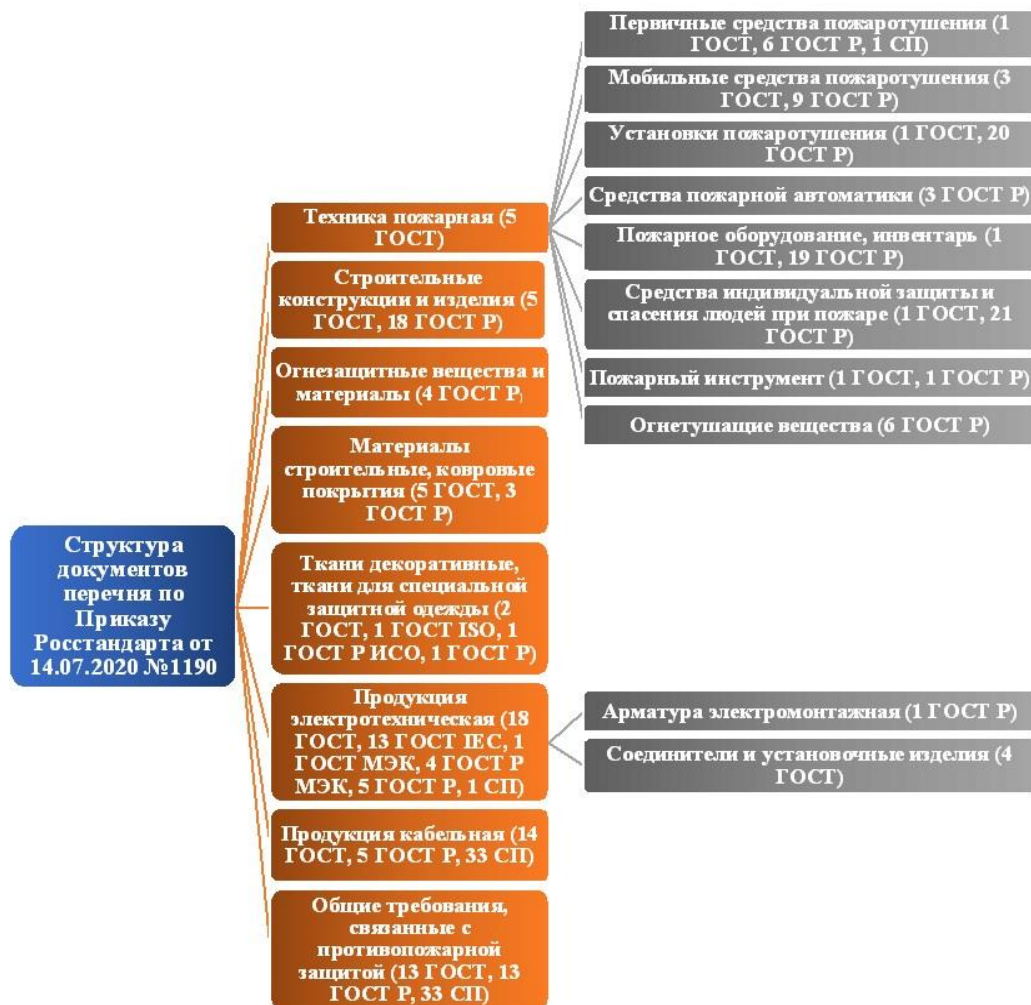 Структура
документов
перечня по
Приказу
Росстандарта от
14.07.2020 №1190
Техника пожарная (5
ГОСТ)
Строительные
конструкции и изделия (5
ГОСТ, 18 ГОСТ Р)
Огнезащитные вещества и
материалы (4 ГОСТ Р)
Материалы
строительные, ковровые
покрытия (5 ГОСТ, 3
ГОСТ Р)
Ткани декоративные,
ткани для специальной
защитной одежды (2
ГОСТ, 1 ГОСТ ISO, 1
ГОСТ Р ИСО, 1 ГОСТ Р)
Продукция
электротехническая (18
ГОСТ, 13 ГОСТ IEC, 1
ГОСТ МЭК, 4 ГОСТ Р
МЭК, 5 ГОСТ Р, 1 СП)
Продукция кабельная (14
ГОСТ, 5 ГОСТ Р, 33 СП)
Общие требования,
связанные с
противопожарной
защитой (13 ГОСТ, 13
ГОСТ Р, 33 СП)
Первичные средства пожаротушения (1
ГОСТ, 6 ГОСТ Р, 1 СП)
Мобильные средства пожаротушения (3
ГОСТ, 9 ГОСТ Р)
Установки пожаротушения (1 ГОСТ, 20
ГОСТ Р)
Средства пожарной автоматики (3 ГОСТ Р)
Пожарное оборудование, инвентарь (1
ГОСТ, 19 ГОСТ Р)
Средства индивидуальной защиты и
спасения людей при пожаре (1 ГОСТ, 21
ГОСТ Р)
Пожарный инструмент (1 ГОСТ, 1 ГОСТ Р)
Огнетушащие вещества (6 ГОСТ Р)
Арматура электромонтажная (1 ГОСТ Р)
Соединители и установочные изделия (4
ГОСТ)